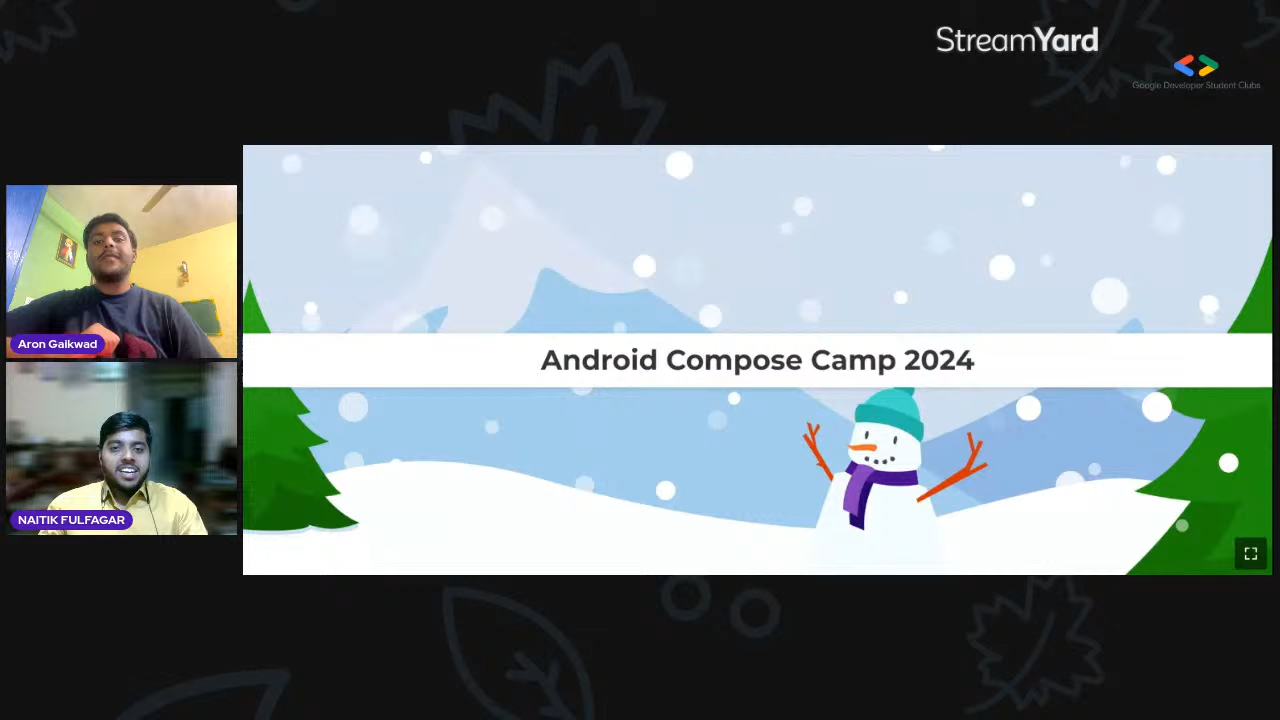 StreamYard
Google Developer Student Clubs
Aron Gaikwad
Android Compose Camp 2024
NAITIK FULFAGAR